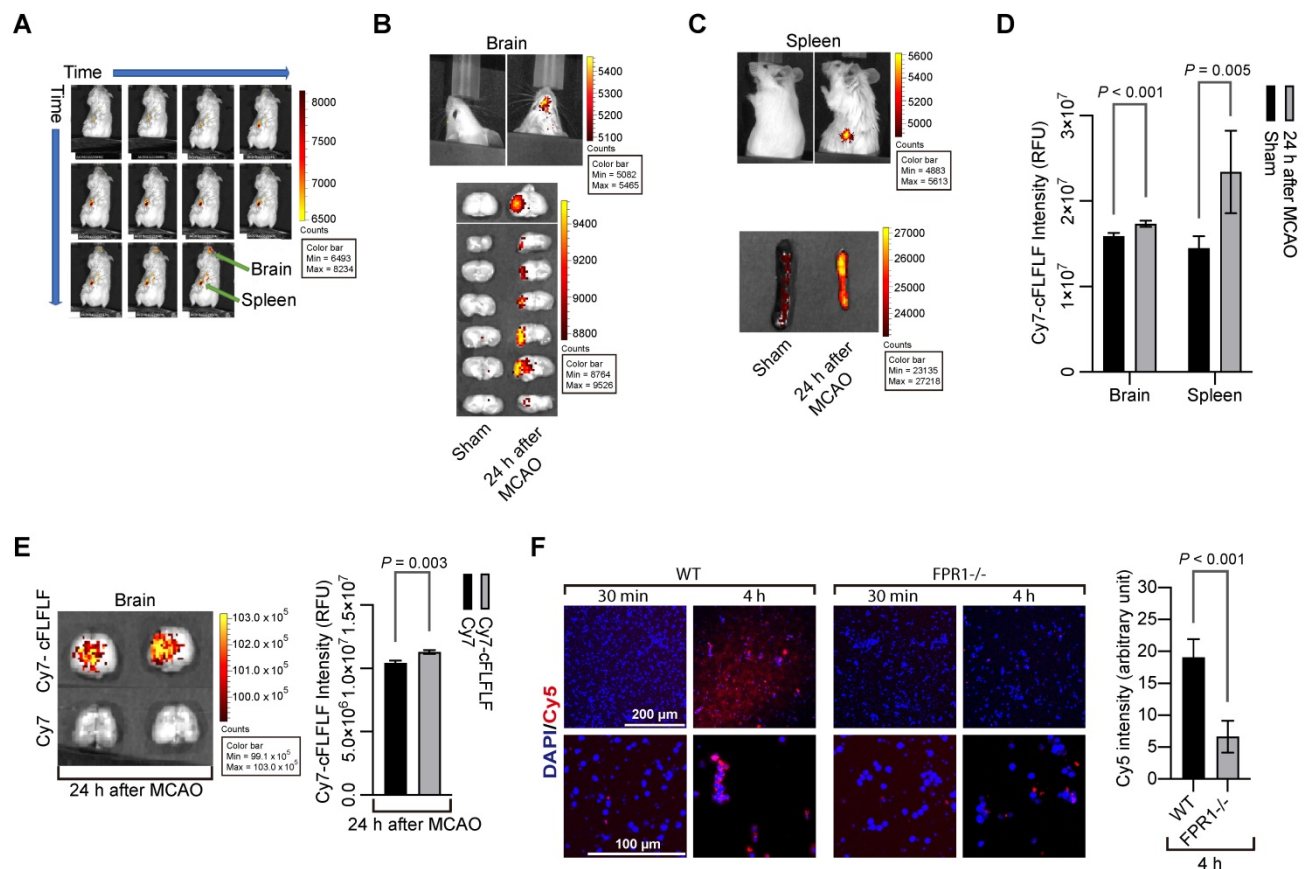 A
Time
Time
8000
7500
7000
6500
Counts
Color bar
Min = 6493
Max = 8234
Brain
Spleen
B
Brain
5400
5300
5200
5100
Counts
Color bar
Min = 5082
Max = 5465
9400
9200
9000
8800
Counts
Color bar
Min = 8764
Max = 9526
Sham
24 h after
MCAO
C
Spleen
5600
5400
5200
5000
Counts
Color bar
Min = 4883
Max = 5613
27000
26000
25000
24000
Counts
Color bar
Min = 23135
Max = 27218
Sham
24 h after
MCAO
D
Cy7-cFLFLF Intensity (RFU)
3×10⁷
2×10⁷
1×10⁷
0
P < 0.001
P = 0.005
Brain
Spleen
24 h after MCAO
Sham
E
Brain
Cy7- cFLFLF
Cy7
24 h after MCAO
103.0 x 10⁵
102.0 x 10⁵
101.0 x 10⁵
100.0 x 10⁵
Counts
Color bar
Min = 99.1 x 10⁵
Max = 103.0 x 10⁵
Cy7-cFLFLF Intensity (RFU)
1.5×10⁷
1.0×10⁷
5.0×10⁶
0.0
P = 0.003
Cy7-cFLFLF
Cy7
24 h after MCAO
F
WT
FPR1-/-
30 min
4 h
30 min
4 h
DAPI/Cy5
200 µm
100 µm
Cy5 intensity (arbitrary unit)
35
30
25
20
15
10
5
0
P < 0.001
WT
FPR1-/-
4 h